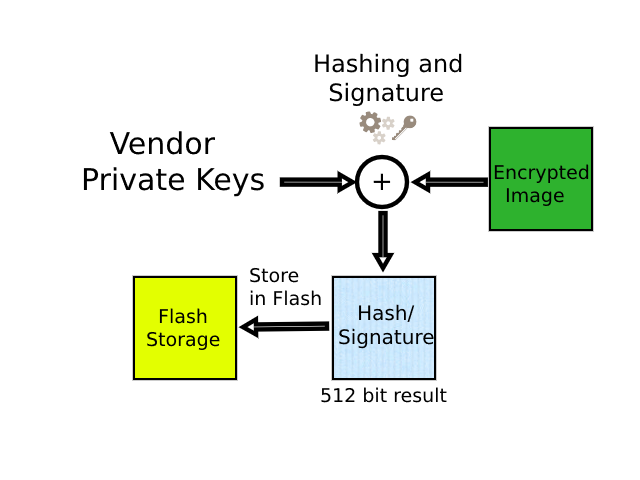 Hashing and
Signature
Vendor
Private Keys
+
Encrypted
Image
Store
in Flash
Flash
Storage
Hash/
Signature
512 bit result